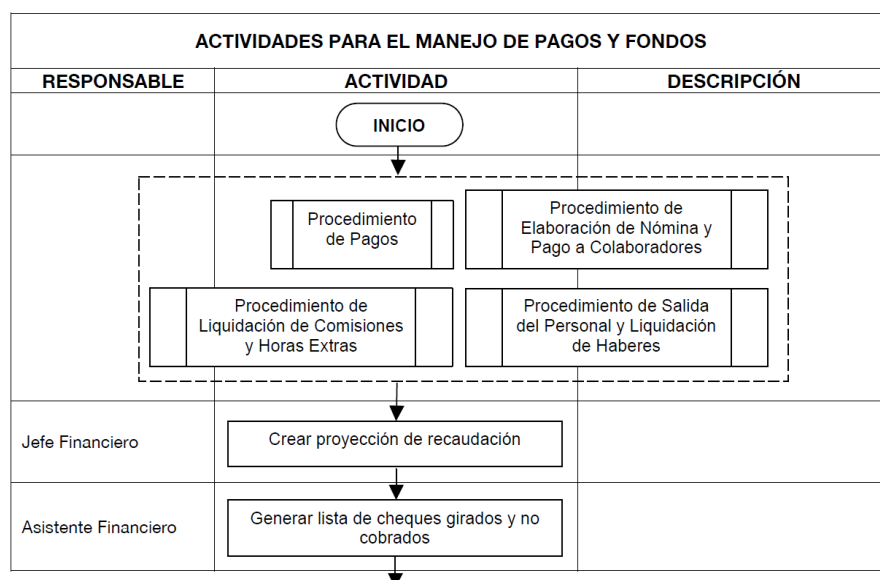 ACTIVIDADES PARA EL MANEJO DE PAGOS Y FONDOS
RESPONSABLE
ACTIVIDAD
DESCRIPCIÓN
INICIO
Procedimiento
de Pagos
Procedimiento de
Elaboración de Nómina y
Pago a Colaboradores
Procedimiento de
Liquidación de Comisiones
y Horas Extras
Procedimiento de Salida
del Personal y Liquidación
de Haberes
Jefe Financiero
Crear proyección de recaudación
Asistente Financiero
Generar lista de cheques girados y no
cobrados